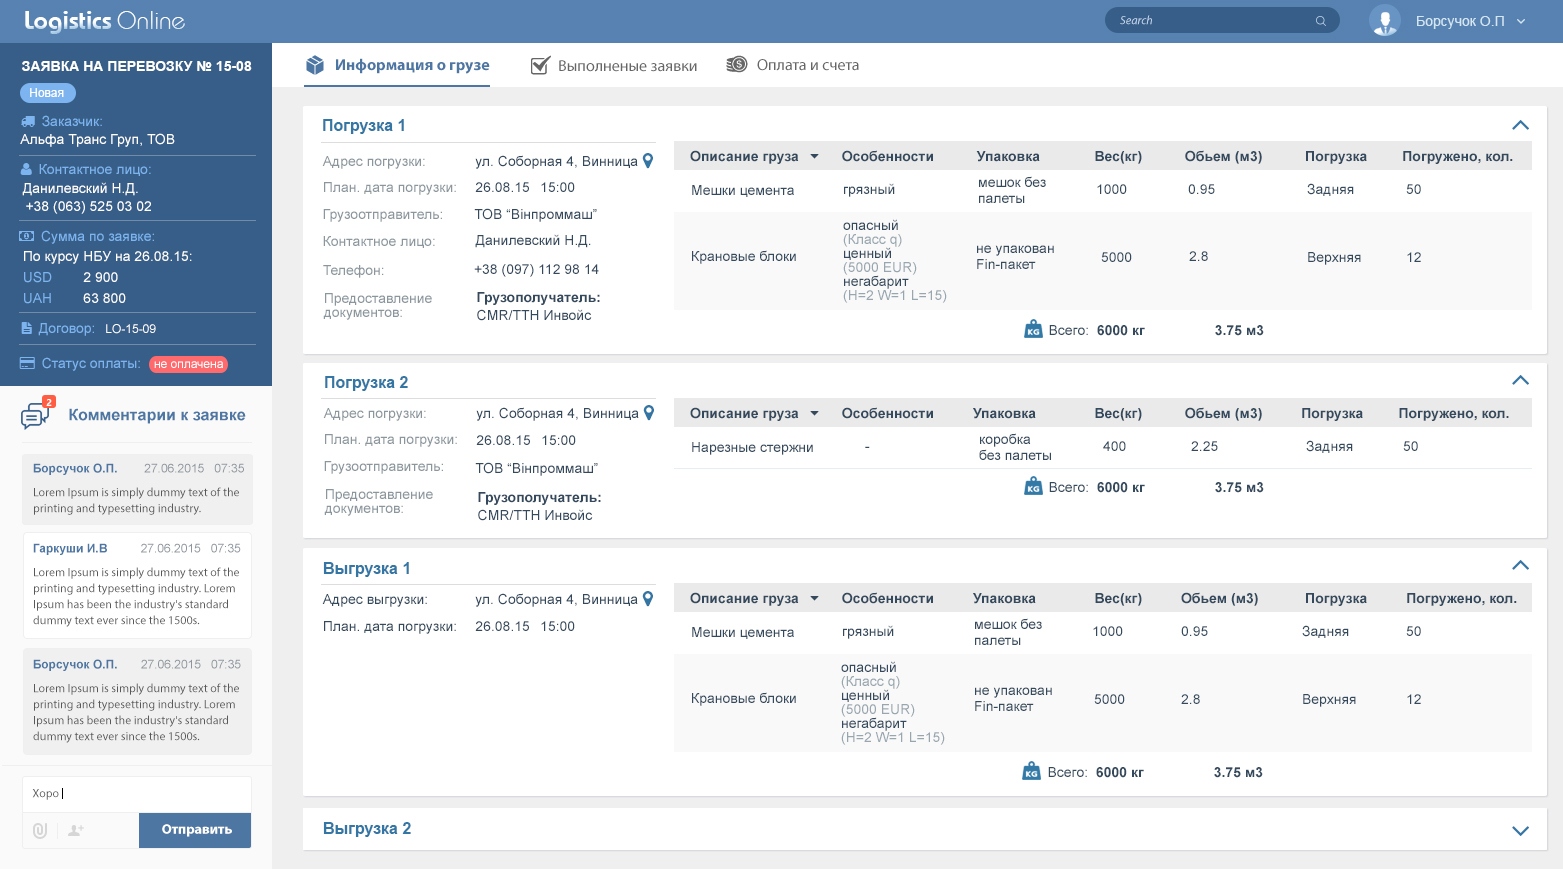 Logistics Online
Search
Борсучок О.П
ЗАЯВКА НА ПЕРЕВОЗКУ № 15-08
Новая
Заказчик:
Альфа Транс Груп, ТОВ
Контактное лицо:
Данилевский Н.Д.
+38 (063) 525 03 02
Сумма по заявке:
По курсу НБУ на 26.08.15:
USD 2 900
UAH 63 800
Договор: LO-15-09
Статус оплаты: не оплачена
2
Комментарии к заявке
Борсучок О.П. 27.06.2015 07:35
Lorem Ipsum is simply dummy text of the
printing and typesetting industry.
Гаркуши И.В 27.06.2015 07:35
Lorem Ipsum is simply dummy text of the
printing and typesetting industry. Lorem
Ipsum has been the industry's standard
dummy text ever since the 1500s.
Борсучок О.П. 27.06.2015 07:35
Lorem Ipsum is simply dummy text of the
printing and typesetting industry. Lorem
Ipsum has been the industry's standard
dummy text ever since the 1500s.
Хоро
Отправить
Информация о грузе Выполненые заявки Оплата и счета
Погрузка 1
Адрес погрузки: ул. Соборная 4, Винница
План. дата погрузки: 26.08.15 15:00
Грузоотправитель: ТОВ “Вінпроммаш”
Контактное лицо: Данилевский Н.Д.
Телефон: +38 (097) 112 98 14
Предоставление
документов:
Грузополучатель:
CMR/ТТН Инвойс
Описание груза Особенности Упаковка Вес(кг) Обьем (м3) Погрузка Погружено, кол.
Мешки цемента грязный мешок без
палеты 1000 0.95 Задняя 50
Крановые блоки
опасный
(Класс q)
ценный
(5000 EUR)
негабарит
(H=2 W=1 L=15)
не упакован
Fin-пакет
5000 2.8 Верхняя 12
KG Всего: 6000 кг 3.75 м3
Погрузка 2
Адрес погрузки: ул. Соборная 4, Винница
План. дата погрузки: 26.08.15 15:00
Грузоотправитель: ТОВ “Вінпроммаш”
Предоставление
документов:
Грузополучатель:
CMR/ТТН Инвойс
Описание груза Особенности Упаковка Вес(кг) Обьем (м3) Погрузка Погружено, кол.
Нарезные стержни - коробка
без палеты 400 2.25 Задняя 50
KG Всего: 6000 кг 3.75 м3
Выгрузка 1
Адрес выгрузки: ул. Соборная 4, Винница
План. дата погрузки: 26.08.15 15:00
Описание груза Особенности Упаковка Вес(кг) Обьем (м3) Погрузка Погружено, кол.
Мешки цемента грязный мешок без
палеты 1000 0.95 Задняя 50
Крановые блоки
опасный
(Класс q)
ценный
(5000 EUR)
негабарит
(H=2 W=1 L=15)
не упакован
Fin-пакет
5000 2.8 Верхняя 12
KG Всего: 6000 кг 3.75 м3
Выгрузка 2